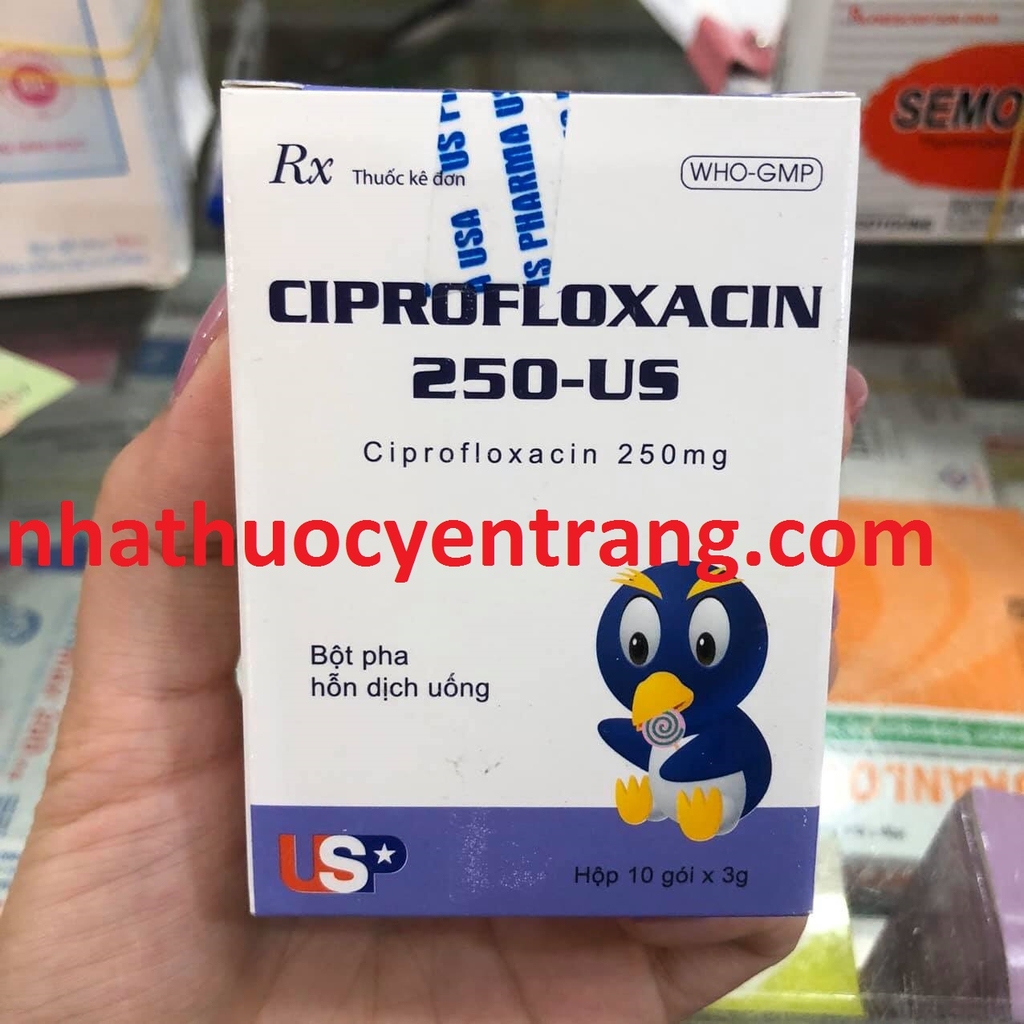 Rx Thuốc kê đơn
WHO-GMP
USA US
PHARMA
CIPROFLOXACIN
250-US
Ciprofloxacin 250mg
nhathuocyentrang.com
Bột pha
hỗn dịch uống
USP
Hộp 10 gói x 3g
SEMO